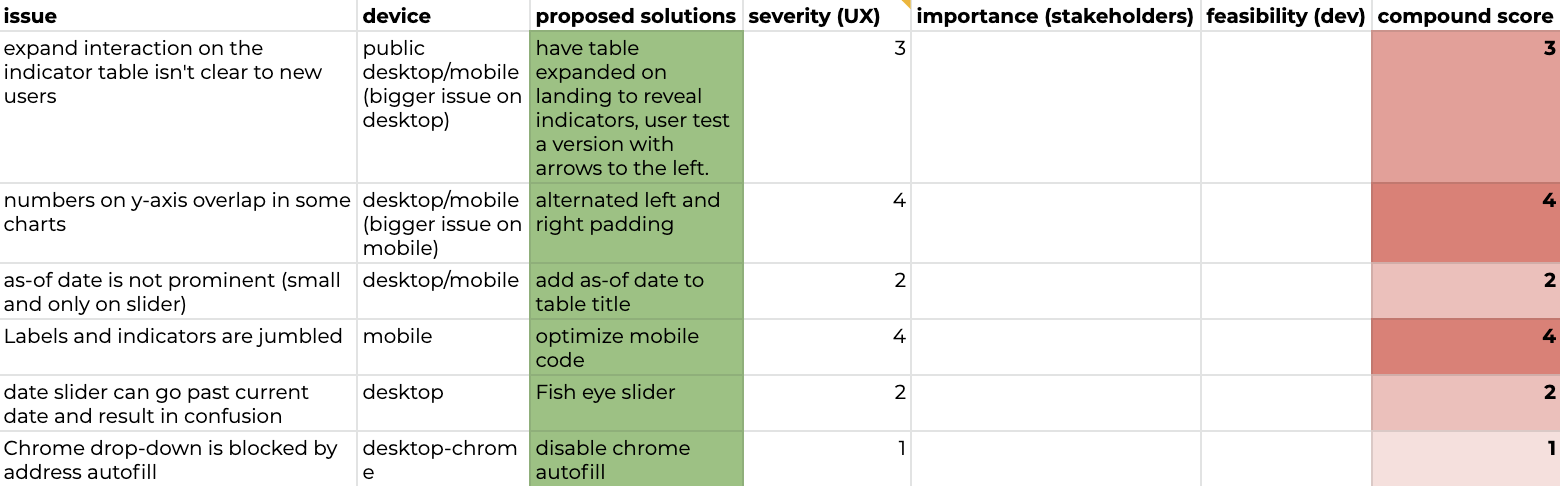 issue device proposed solutions severity (UX) importance (stakeholders) feasibility (dev) compound score
expand interaction on the
indicator table isn't clear to new
users
public
desktop/mobile
(bigger issue on
desktop)
have table
expanded on
landing to reveal
indicators, user test
a version with
arrows to the left.
3
3
numbers on y-axis overlap in some
charts
desktop/mobile
(bigger issue on
mobile)
alternated left and
right padding
4
4
as-of date is not prominent (small
and only on slider)
desktop/mobile
add as-of date to
table title
2
2
Labels and indicators are jumbled
mobile
optimize mobile
code
4
4
date slider can go past current
date and result in confusion
desktop
Fish eye slider
2
2
Chrome drop-down is blocked by
address autofill
desktop-chrom
e
disable chrome
autofill
1
1